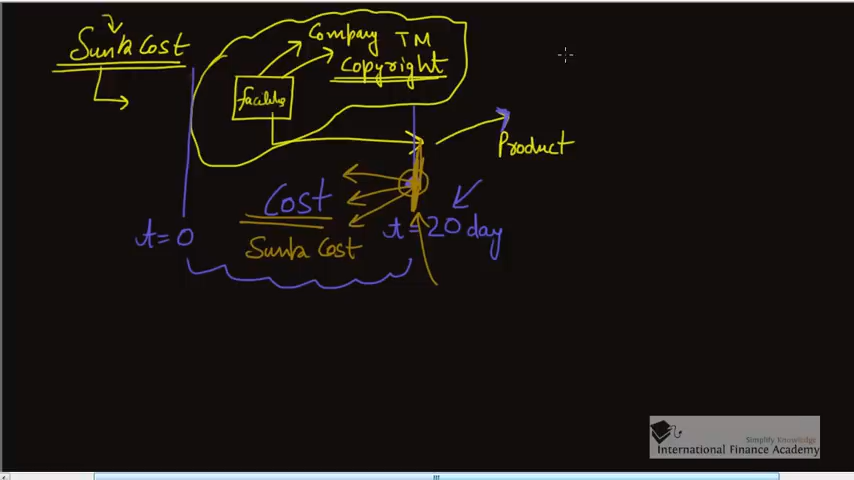 Sunk Cost
Company TM
Copyright
facility
Product
Cost
t=0
Sunk Cost
t=20 day
Simplify Knowledge
International Finance Academy